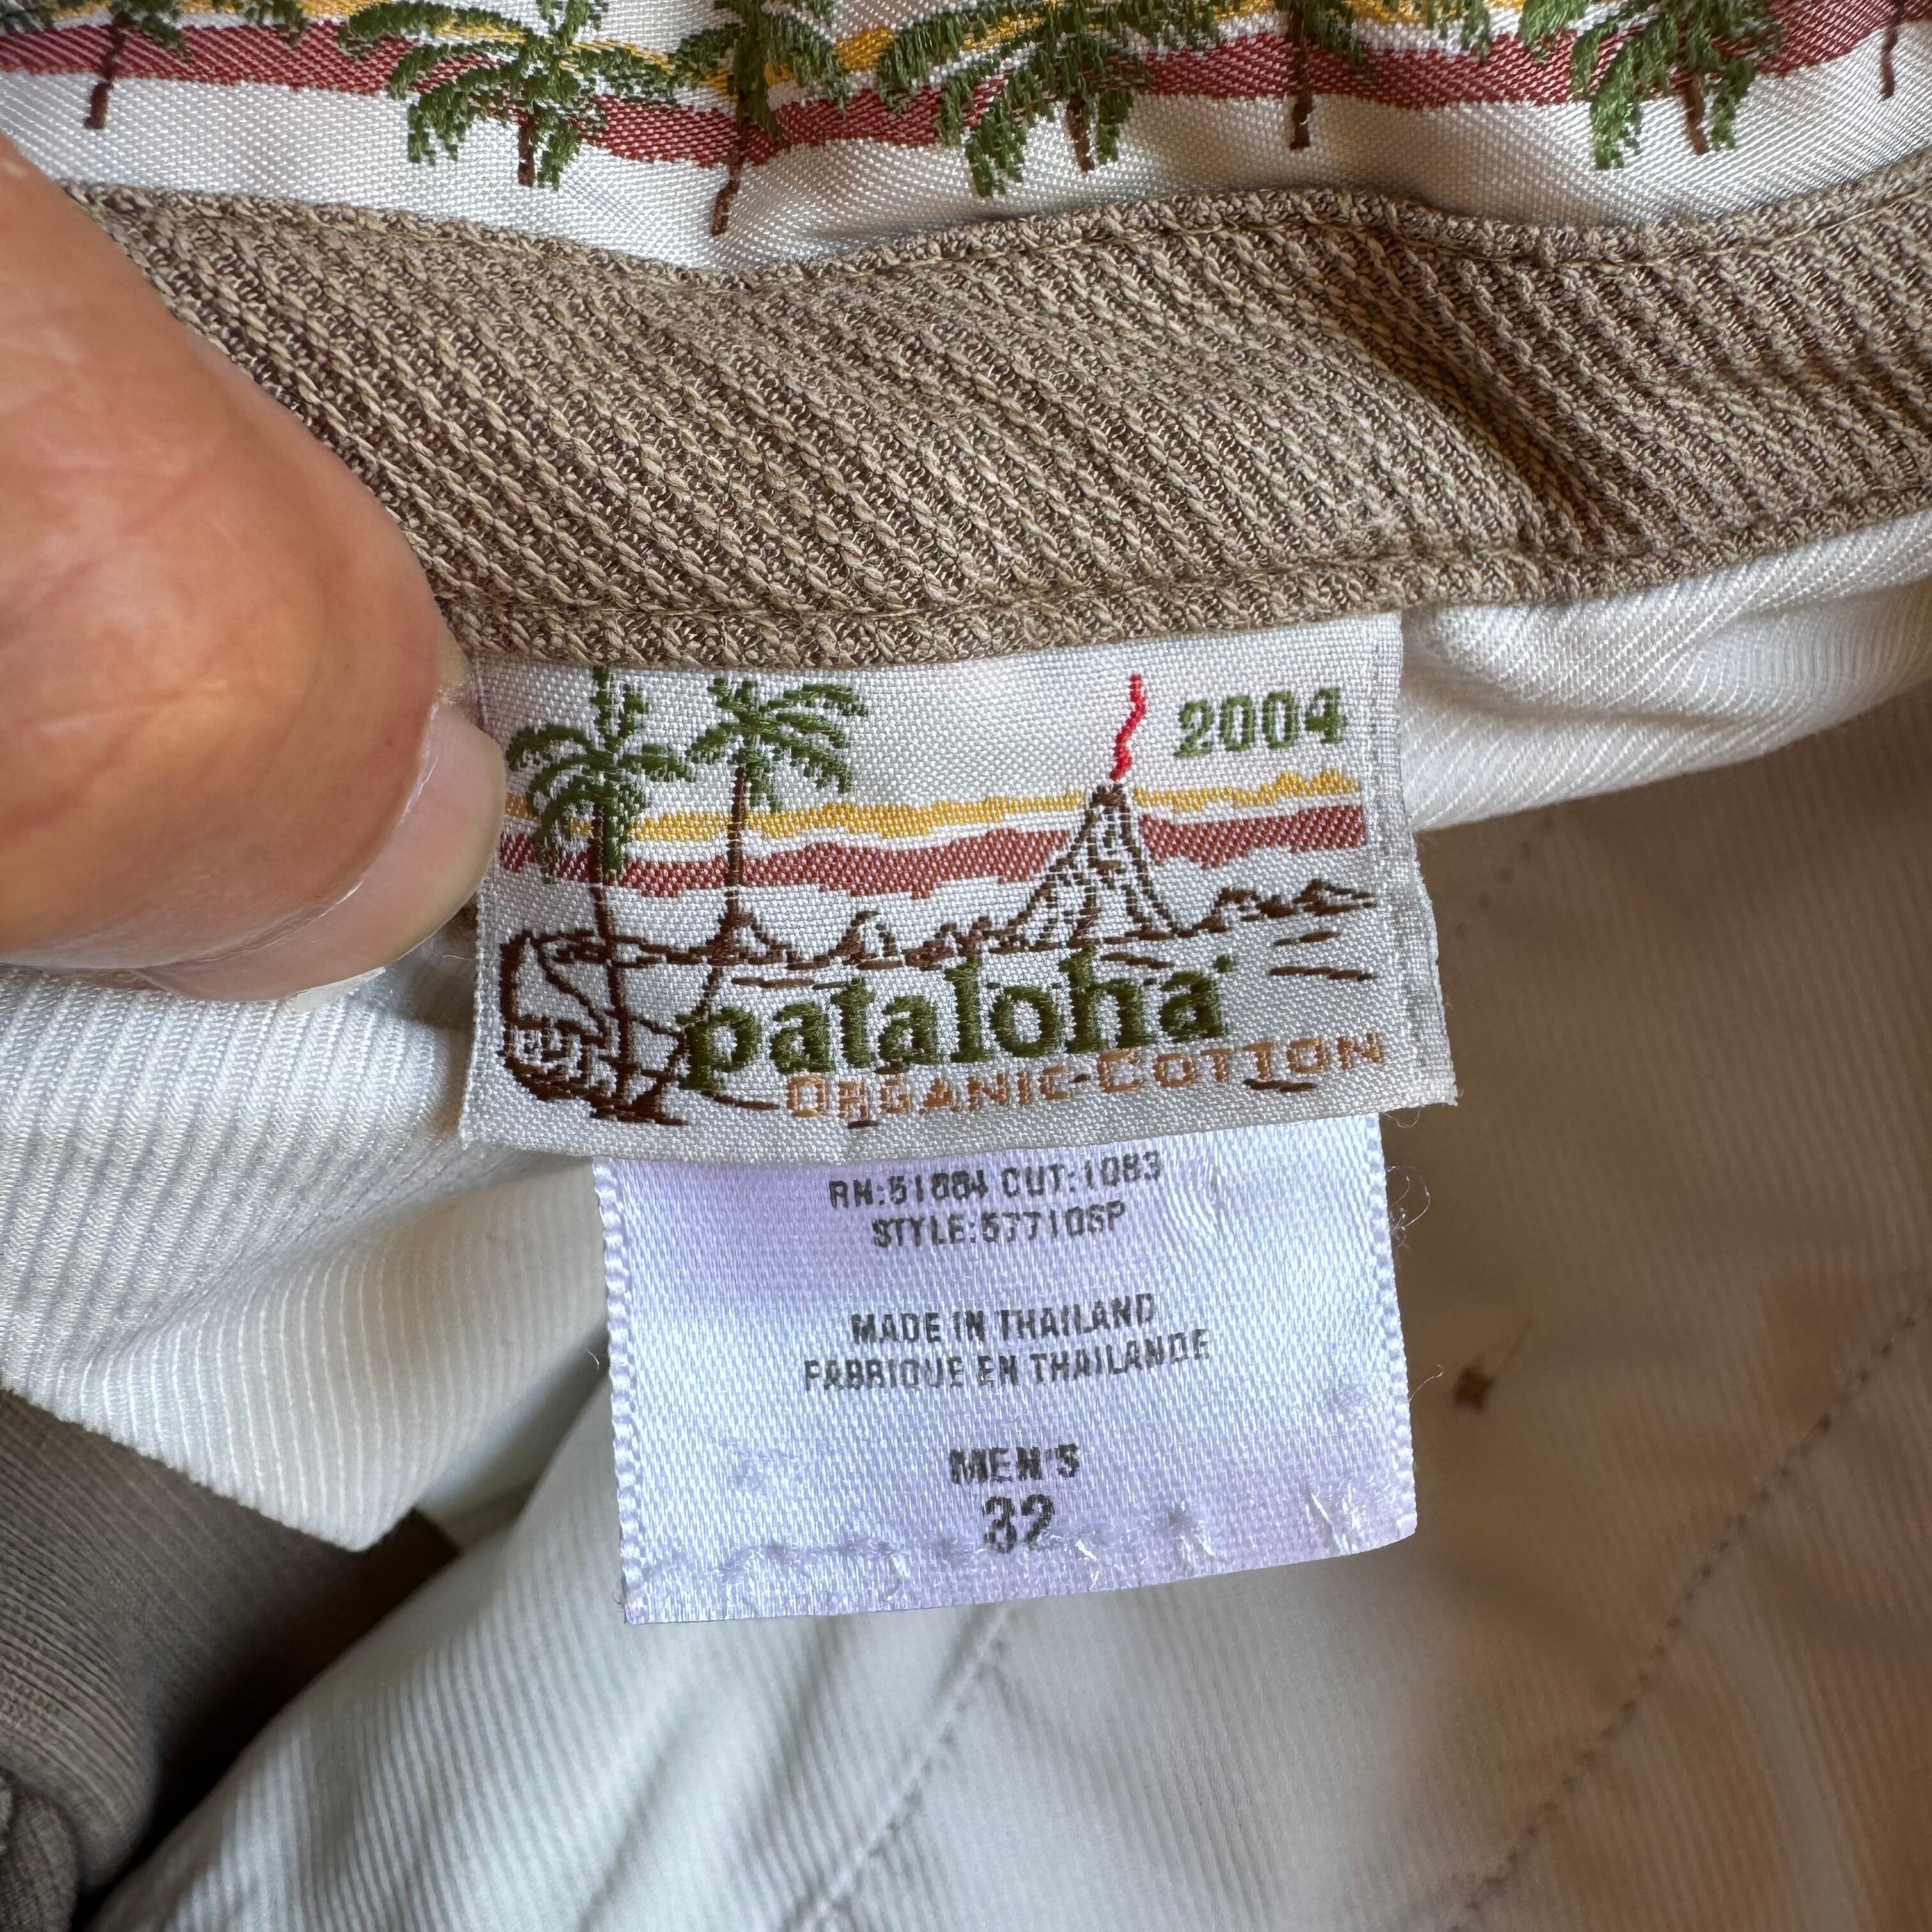 2004
pataloha
ORGANIC COTTON
RN:51884 CUT:1083
STYLE:57710SP
MADE IN THAILAND
FABRIQUE EN THAILANDE
MEN'S
32